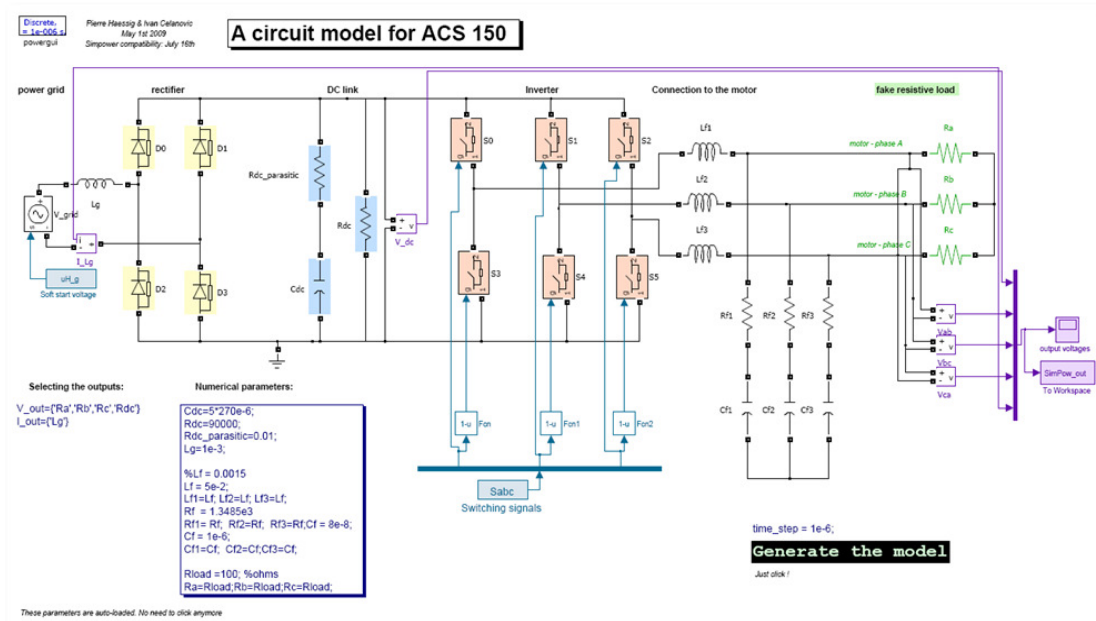 Discrete,
= 1e-006 s.
powergui
Pierre Haessig & Ivan Celanovic
May 1st 2009
Simpower compatibility: July 16th
A circuit model for ACS 150
power grid
rectifier
DC link
Inverter
Connection to the motor
fake resistive load
D0
D1
S0
S1
S2
Lf1
Ra
motor - phase A
Rdc_parasitic
Lg
V_grid
Rdc
V_dc
Lf2
Rb
motor - phase B
Lf3
Rc
motor - phase C
I_Lg
uH_g
Soft start voltage
D2
D3
Cdc
S3
S4
S5
Rf1
Rf2
Rf3
Vab
Vbc
Vca
output voltages
SimPow_out
To Workspace
Cf1
Cf2
Cf3
Selecting the outputs:
V_out={'Ra','Rb','Rc','Rdc'}
I_out={'Lg'}
Numerical parameters:
Cdc=5*270e-6;
Rdc=90000;
Rdc_parasitic=0.01;
Lg=1e-3;
%Lf = 0.0015
Lf = 5e-2;
Lf1=Lf; Lf2=Lf; Lf3=Lf;
Rf = 1.3485e3
Rf1= Rf; Rf2=Rf; Rf3=Rf;Cf = 8e-8;
Cf = 1e-6;
Cf1=Cf; Cf2=Cf;Cf3=Cf;
Rload =100; %ohms
Ra=Rload;Rb=Rload;Rc=Rload;
1-u
Fcn
1-u
Fcn1
1-u
Fcn2
Sabc
Switching signals
time_step = 1e-6;
Generate the model
Just click !
These parameters are auto-loaded. No need to click anymore